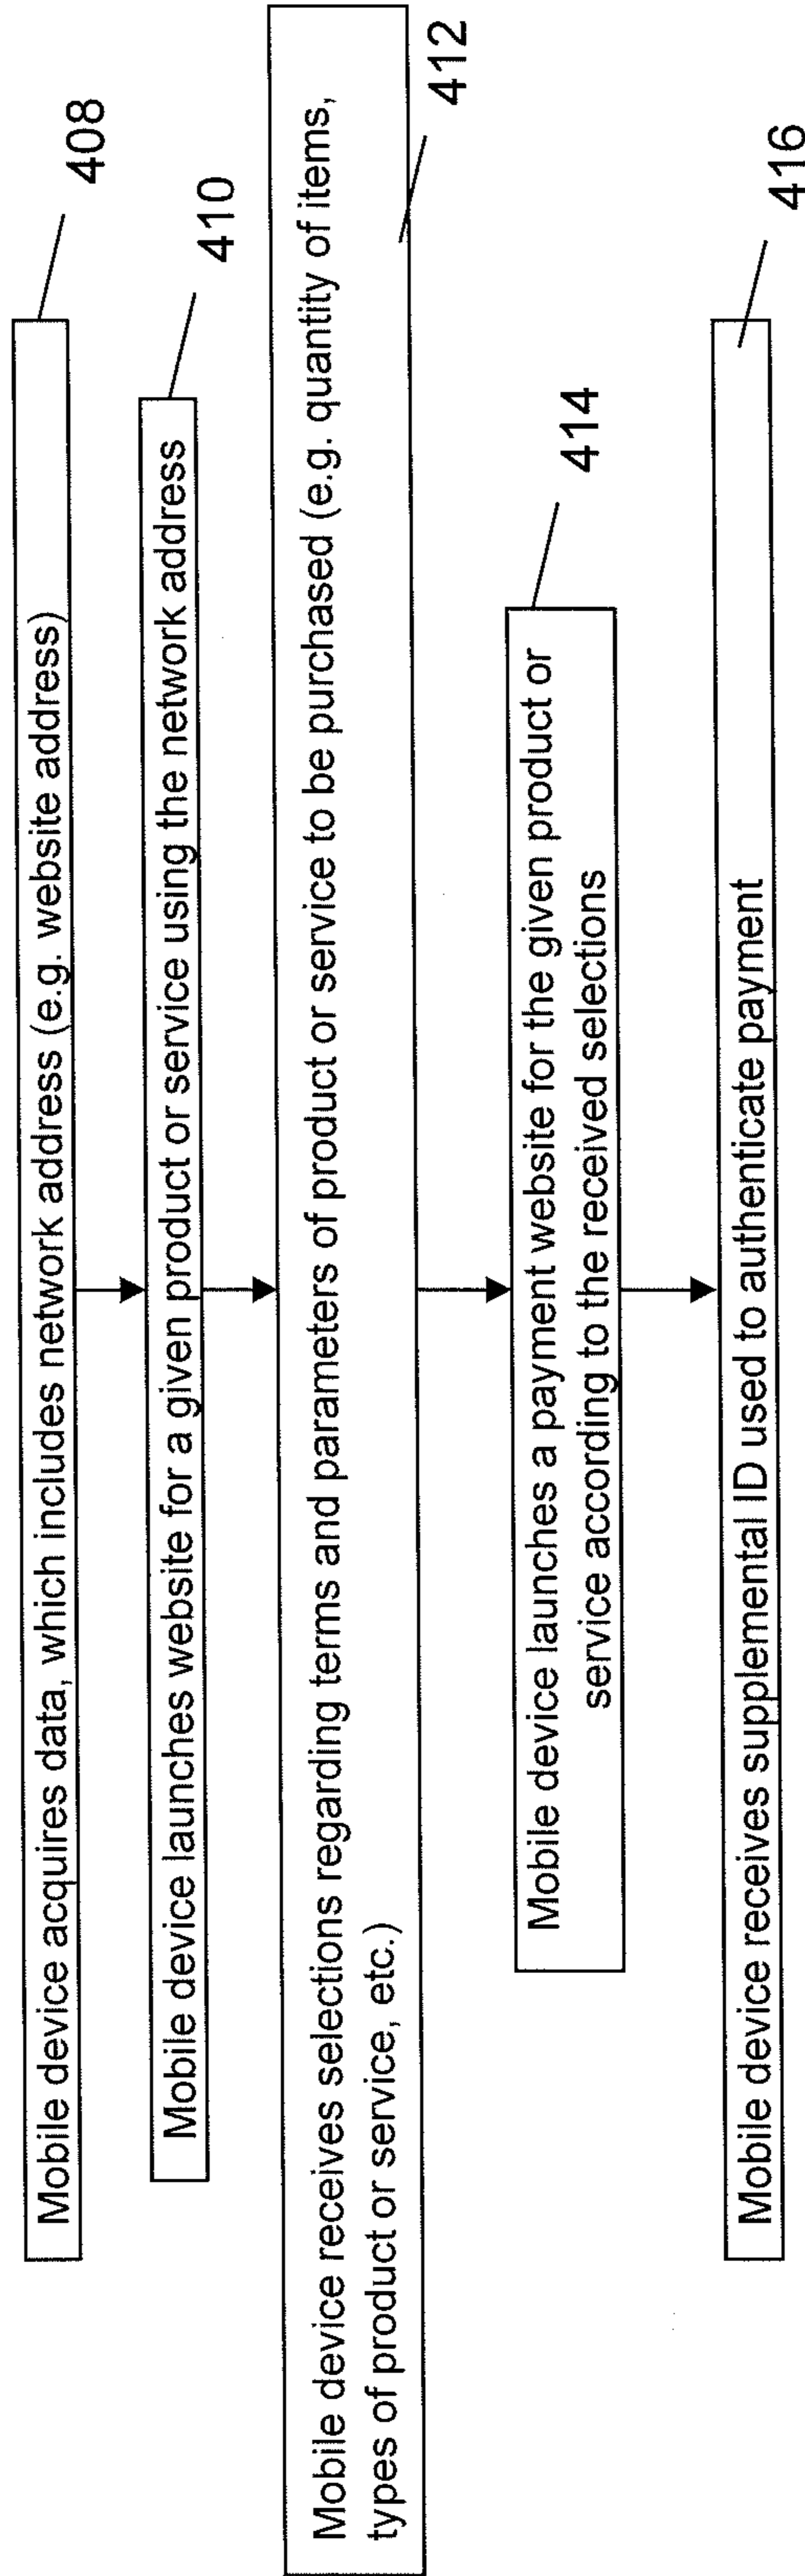 Mobile device acquires data, which includes network address (e.g. website address)
408
Mobile device launches website for a given product or service using the network address
410
Mobile device receives selections regarding terms and parameters of product or service to be purchased (e.g. quantity of items,
types of product or service, etc.)
412
Mobile device launches a payment website for the given product or
service according to the received selections
414
Mobile device receives supplemental ID used to authenticate payment
416